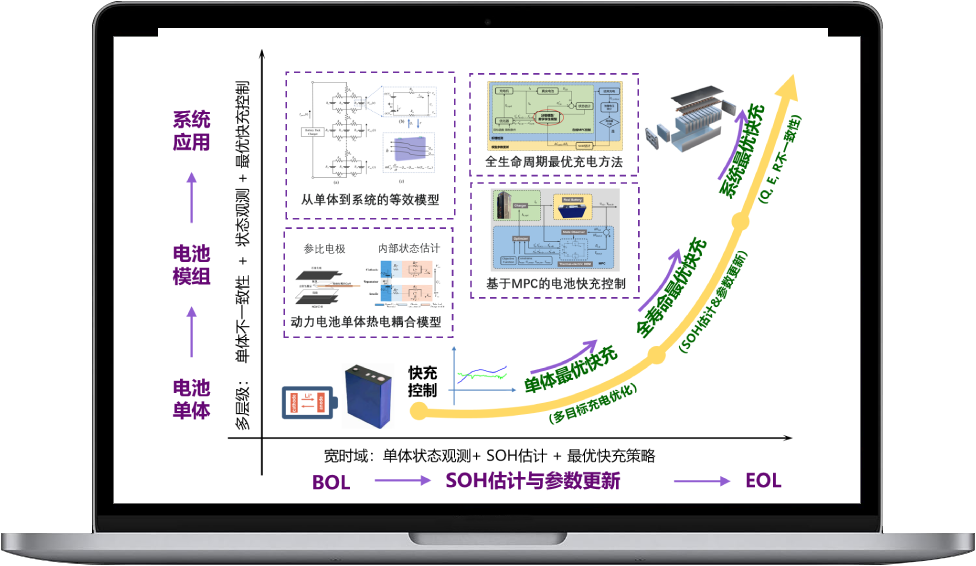 系统
应用
电池
模组
电池
单体
多层级： 单体不一致性 + 状态观测 + 最优快充控制
从单体到系统的等效模型
参比电极
内部状态估计
动力电池单体热电耦合模型
全生命周期最优充电方法
基于MPC的电池快充控制
快充
控制
单体最优快充
(多目标充电优化)
全寿命最优快充
(SOH估计&参数更新)
系统最优快充
(Q, E, R不一致性)
宽时域：单体状态观测+ SOH估计 + 最优快充策略
BOL
SOH估计与参数更新
EOL